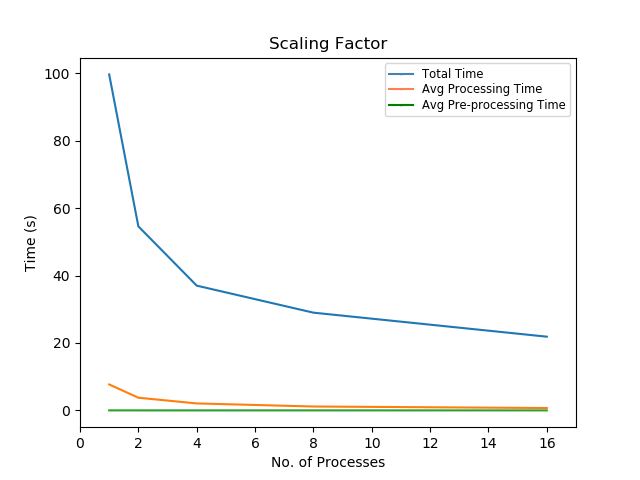 Scaling Factor
Total Time
Avg Processing Time
Avg Pre-processing Time
100
80
60
40
20
0
Time (s)
0 2 4 6 8 10 12 14 16
No. of Processes